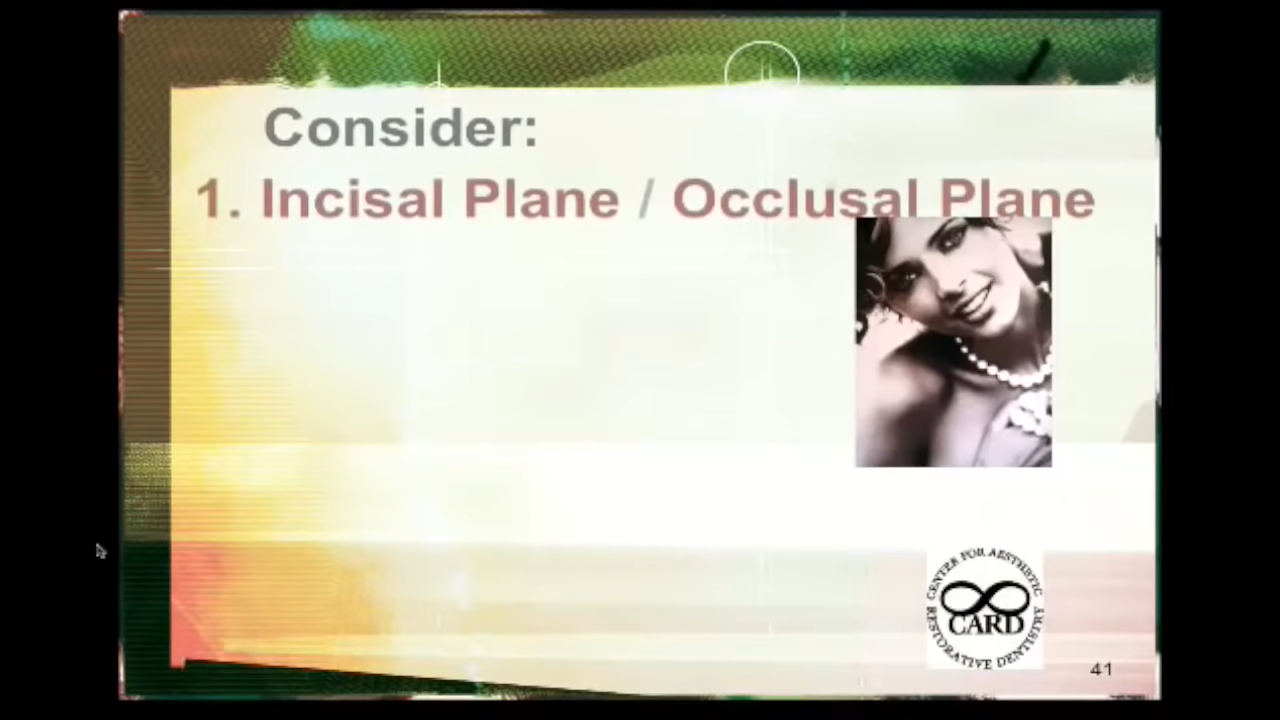 Consider:
1. Incisal Plane / Occlusal Plane
CENTER FOR AESTHETIC
CARD
RESTORATIVE DENTISTRY
41